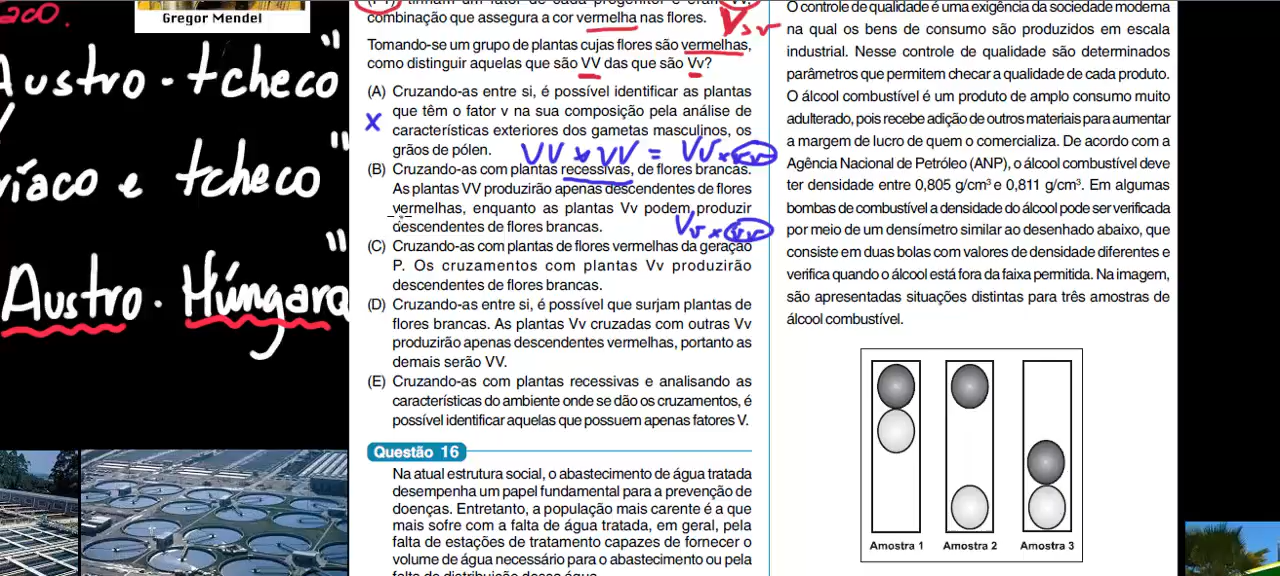 aco.
Gregor Mendel
Austro-tcheco"
ríaco e tcheco
Austro. Húngara"
combinação que assegura a cor vermelha nas flores.
V>v
Tomando-se um grupo de plantas cujas flores são vermelhas,
como distinguir aquelas que são VV das que são Vv?
(A) Cruzando-as entre si, é possível identificar as plantas
que têm o fator v na sua composição pela análise de
X
características exteriores dos gametas masculinos, os
grãos de pólen.
VV x VV = VV x vv
(B) Cruzando-as com plantas recessivas, de flores brancas.
As plantas VV produzirão apenas descendentes de flores
vermelhas, enquanto as plantas Vv podem produzir
descendentes de flores brancas.
Vv x vv
(C) Cruzando-as com plantas de flores vermelhas da geração
P. Os cruzamentos com plantas Vv produzirão
descendentes de flores brancas.
(D) Cruzando-as entre si, é possível que surjam plantas de
flores brancas. As plantas Vv cruzadas com outras Vv
produzirão apenas descendentes vermelhas, portanto as
demais serão VV.
(E) Cruzando-as com plantas recessivas e analisando as
características do ambiente onde se dão os cruzamentos, é
possível identificar aquelas que possuem apenas fatores V.
Questão 16
Na atual estrutura social, o abastecimento de água tratada
desempenha um papel fundamental para a prevenção de
doenças. Entretanto, a população mais carente é a que
mais sofre com a falta de água tratada, em geral, pela
falta de estações de tratamento capazes de fornecer o
volume de água necessário para o abastecimento ou pela
falta de distribuição dessa água.
O controle de qualidade é uma exigência da sociedade moderna
na qual os bens de consumo são produzidos em escala
industrial. Nesse controle de qualidade são determinados
parâmetros que permitem checar a qualidade de cada produto.
O álcool combustível é um produto de amplo consumo muito
adulterado, pois recebe adição de outros materiais para aumentar
a margem de lucro de quem o comercializa. De acordo com a
Agência Nacional de Petróleo (ANP), o álcool combustível deve
ter densidade entre 0,805 g/cm³ e 0,811 g/cm³. Em algumas
bombas de combustível a densidade do álcool pode ser verificada
por meio de um densímetro similar ao desenhado abaixo, que
consiste em duas bolas com valores de densidade diferentes e
verifica quando o álcool está fora da faixa permitida. Na imagem,
são apresentadas situações distintas para três amostras de
álcool combustível.
Amostra 1 Amostra 2 Amostra 3